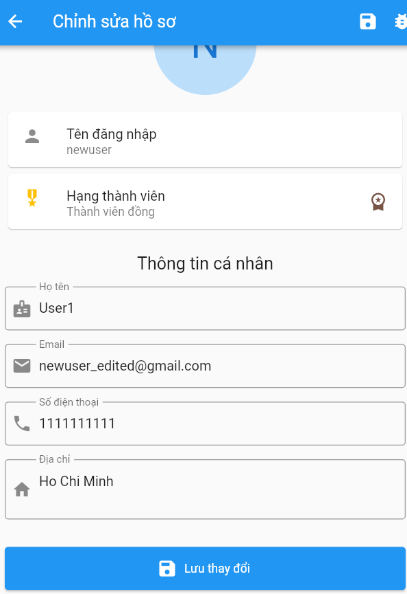 Chỉnh sửa hồ sơ
N
Tên đăng nhập
newuser
Hạng thành viên
Thành viên đồng
Thông tin cá nhân
Họ tên
User1
Email
newuser_edited@gmail.com
Số điện thoại
1111111111
Địa chỉ
Ho Chi Minh
Lưu thay đổi